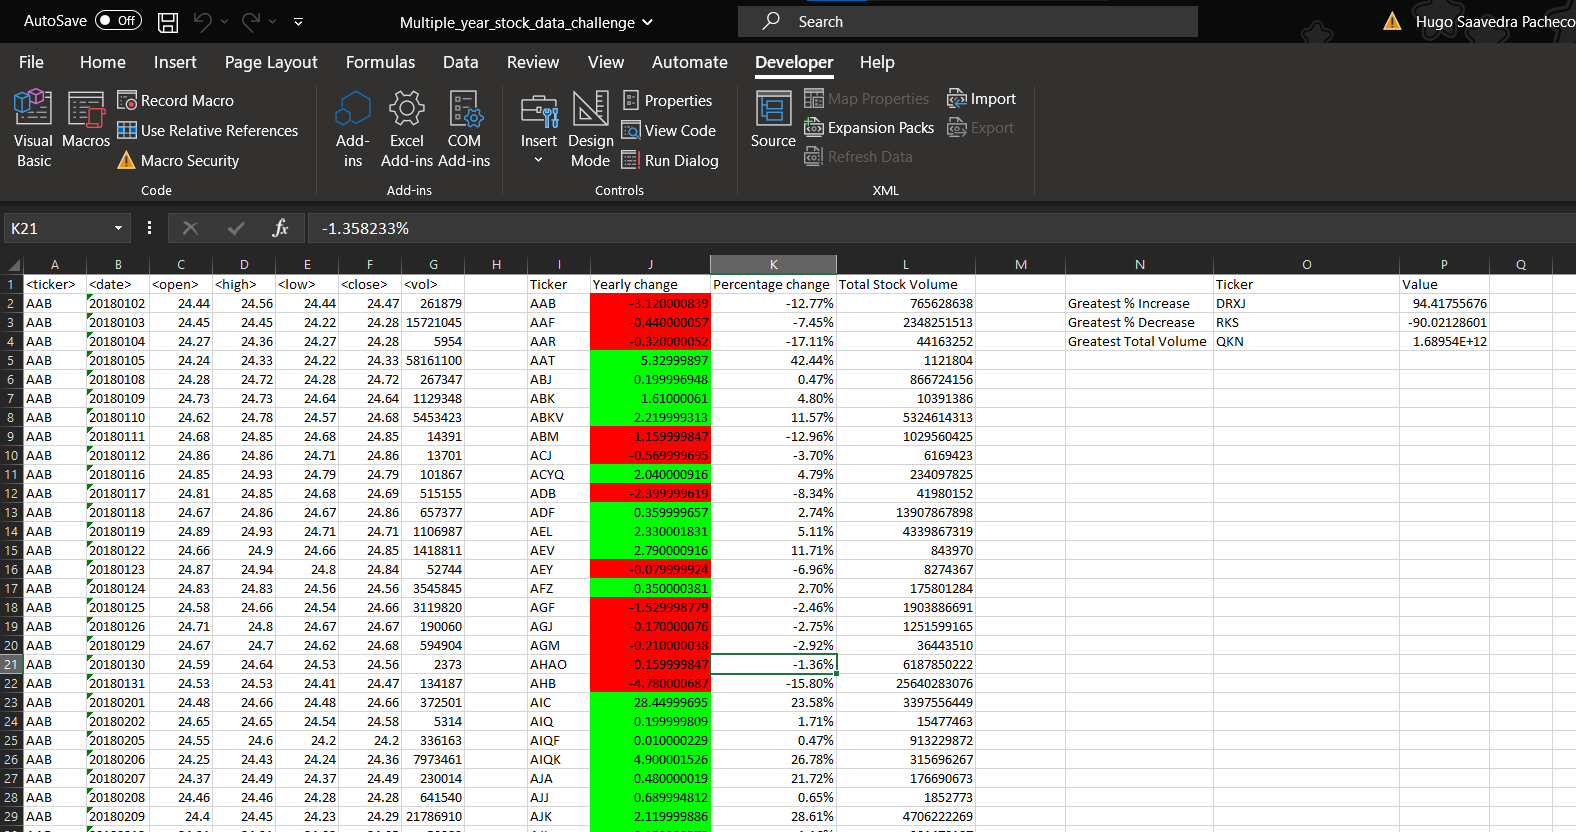 AutoSave Off Multiple_year_stock_data_challenge Search Hugo Saavedra Pacheco
File Home Insert Page Layout Formulas Data Review View Automate Developer Help
Visual Basic Macros Record Macro Use Relative References Macro Security Code
Add-ins Excel Add-ins COM Add-ins Add-ins
Insert Design Mode Properties View Code Run Dialog Controls
Source Map Properties Expansion Packs Refresh Data Import Export XML
K21 fx -1.358233%
A B C D E F G H I J K L M N O P Q
1 <ticker> <date> <open> <high> <low> <close> <vol> Ticker Yearly change Percentage change Total Stock Volume Ticker Value
2 AAB 20180102 24.44 24.56 24.44 24.47 261879 AAB -3.120000839 -12.77% 765628638 Greatest % Increase DRXJ 94.41755676
3 AAB 20180103 24.45 24.45 24.22 24.28 15721045 AAF -0.440000057 -7.45% 2348251513 Greatest % Decrease RKS -90.02128601
4 AAB 20180104 24.27 24.36 24.27 24.28 5954 AAR -0.320000052 -17.11% 44163252 Greatest Total Volume QKN 1.68954E+12
5 AAB 20180105 24.24 24.33 24.22 24.33 58161100 AAT 5.32999897 42.44% 1121804
6 AAB 20180108 24.28 24.72 24.28 24.72 267347 ABJ 0.199996948 0.47% 866724156
7 AAB 20180109 24.73 24.73 24.64 24.64 1129348 ABK 1.61000061 4.80% 10391386
8 AAB 20180110 24.62 24.78 24.57 24.68 5453423 ABKV 2.219999313 11.57% 5324614313
9 AAB 20180111 24.68 24.85 24.68 24.85 14391 ABM -1.159999847 -12.96% 1029560425
10 AAB 20180112 24.86 24.86 24.71 24.86 13701 ACJ -0.569999695 -3.70% 6169423
11 AAB 20180116 24.85 24.93 24.79 24.79 101867 ACYQ 2.040000916 4.79% 234097825
12 AAB 20180117 24.81 24.85 24.68 24.69 515155 ADB -2.399999619 -8.34% 41980152
13 AAB 20180118 24.67 24.86 24.67 24.86 657377 ADF 0.359999657 2.74% 13907867898
14 AAB 20180119 24.89 24.93 24.71 24.71 1106987 AEL 2.330001831 5.11% 4339867319
15 AAB 20180122 24.66 24.9 24.66 24.85 1418811 AEV 2.790000916 11.71% 843970
16 AAB 20180123 24.87 24.94 24.8 24.84 52744 AEY -0.079999924 -6.96% 8274367
17 AAB 20180124 24.83 24.83 24.56 24.56 3545845 AFZ 0.350000381 2.70% 175801284
18 AAB 20180125 24.58 24.66 24.54 24.66 3119820 AGF -1.529998779 -2.46% 1903886691
19 AAB 20180126 24.71 24.8 24.67 24.67 190060 AGJ -0.170000076 -2.75% 1251599165
20 AAB 20180129 24.67 24.7 24.62 24.68 594904 AGM -0.210000038 -2.92% 36443510
21 AAB 20180130 24.59 24.64 24.53 24.56 2373 AHAO -0.159999847 -1.36% 6187850222
22 AAB 20180131 24.53 24.53 24.41 24.47 134187 AHB -4.780000687 -15.80% 25640283076
23 AAB 20180201 24.48 24.66 24.48 24.66 372501 AIC 28.44999695 23.58% 3397556449
24 AAB 20180202 24.65 24.65 24.54 24.58 5314 AIQ 0.199999809 1.71% 15477463
25 AAB 20180205 24.55 24.6 24.2 24.2 336163 AIQF 0.010000229 0.47% 913229872
26 AAB 20180206 24.25 24.43 24.24 24.36 7973461 AIQK 4.900001526 26.78% 315696267
27 AAB 20180207 24.37 24.49 24.37 24.49 230014 AJA 0.480000019 21.72% 176690673
28 AAB 20180208 24.46 24.46 24.28 24.28 641540 AJJ 0.689994812 0.65% 1852773
29 AAB 20180209 24.4 24.45 24.23 24.29 21786910 AJK 2.119999886 28.61% 4706222269